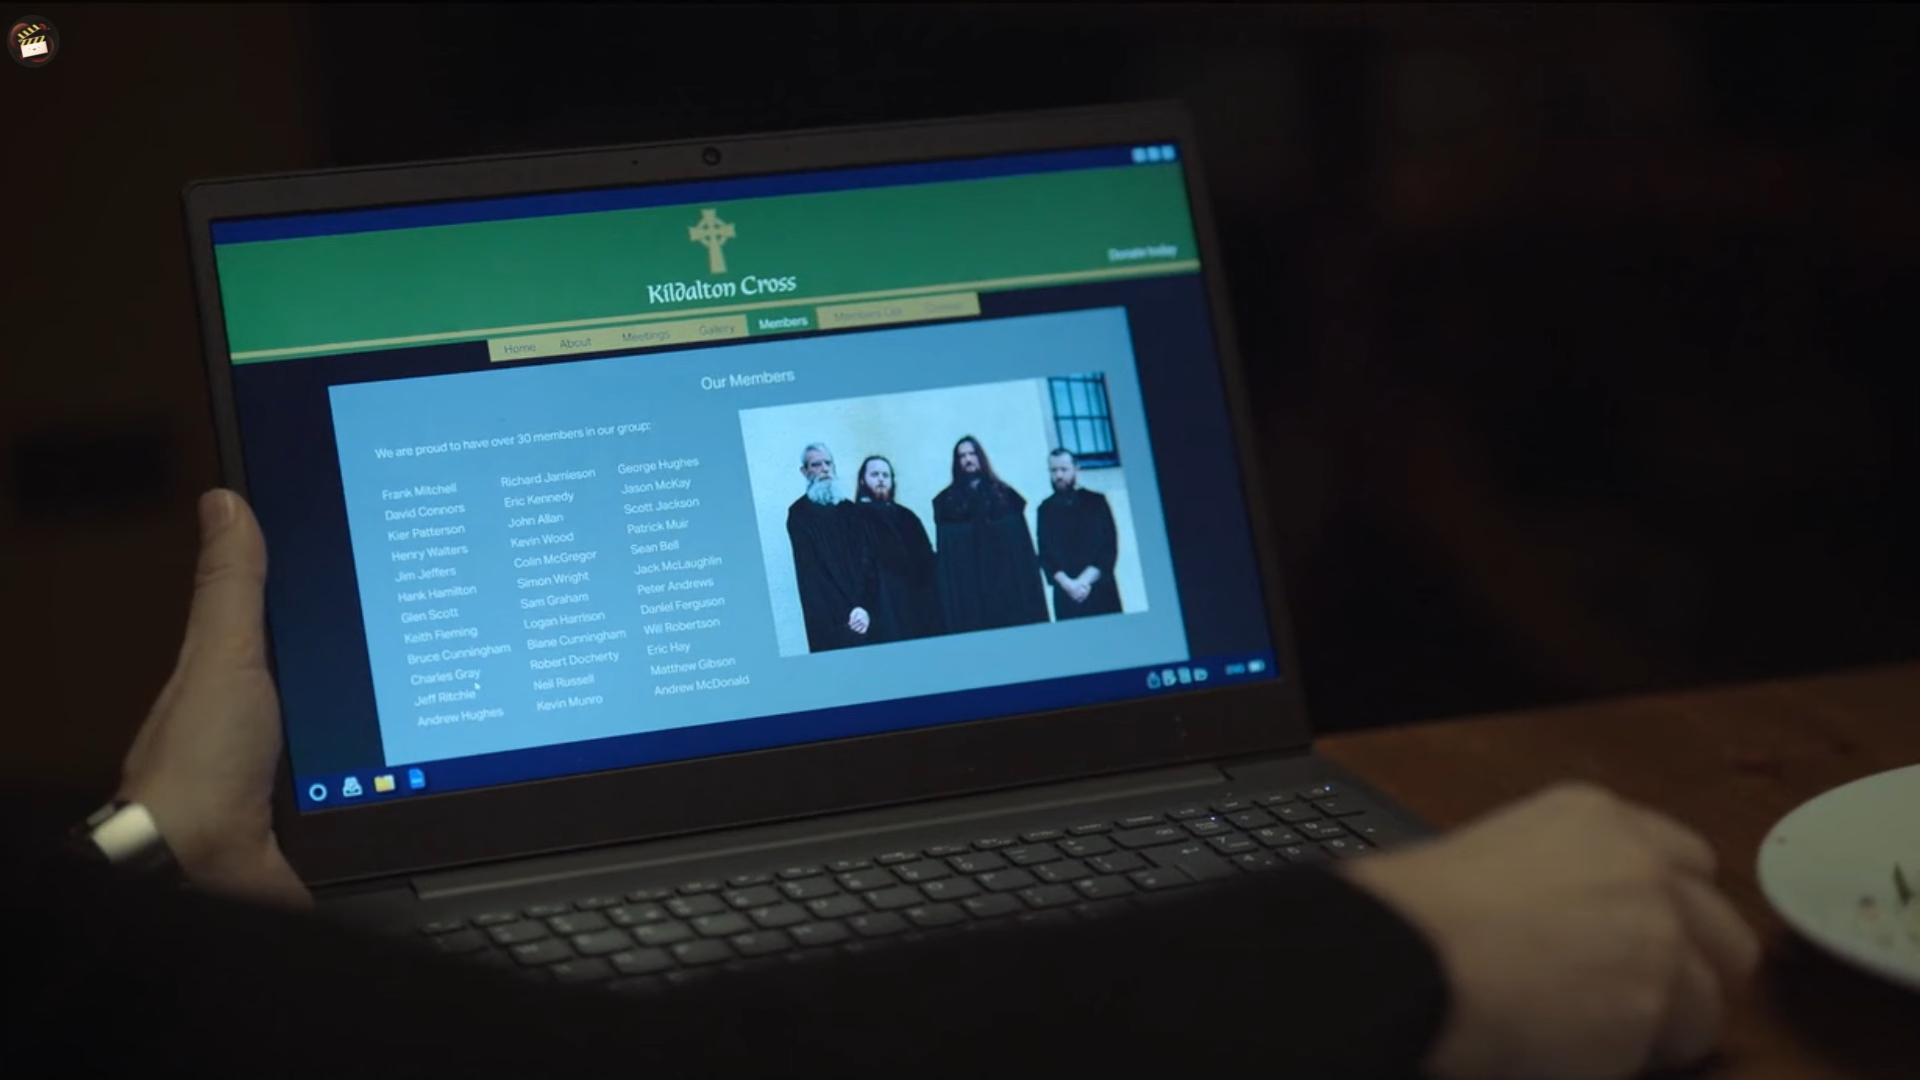 Kildalton Cross
Donate today
Home About Meetings Gallery Members Members Only
Our Members
We are proud to have over 30 members in our group:
Frank Mitchell
David Connors
Kier Patterson
Henry Walters
Jim Jeffers
Hank Hamilton
Glen Scott
Keith Fleming
Bruce Cunningham
Charles Gray
Jeff Ritchie
Andrew Hughes
Richard Jamieson
Eric Kennedy
John Allan
Kevin Wood
Colin McGregor
Simon Wright
Sam Graham
Logan Harrison
Blane Cunningham
Robert Docherty
Neil Russell
Kevin Munro
George Hughes
Jason McKay
Scott Jackson
Patrick Muir
Sean Bell
Jack McLaughlin
Peter Andrews
Daniel Ferguson
Will Robertson
Eric Hay
Matthew Gibson
Andrew McDonald